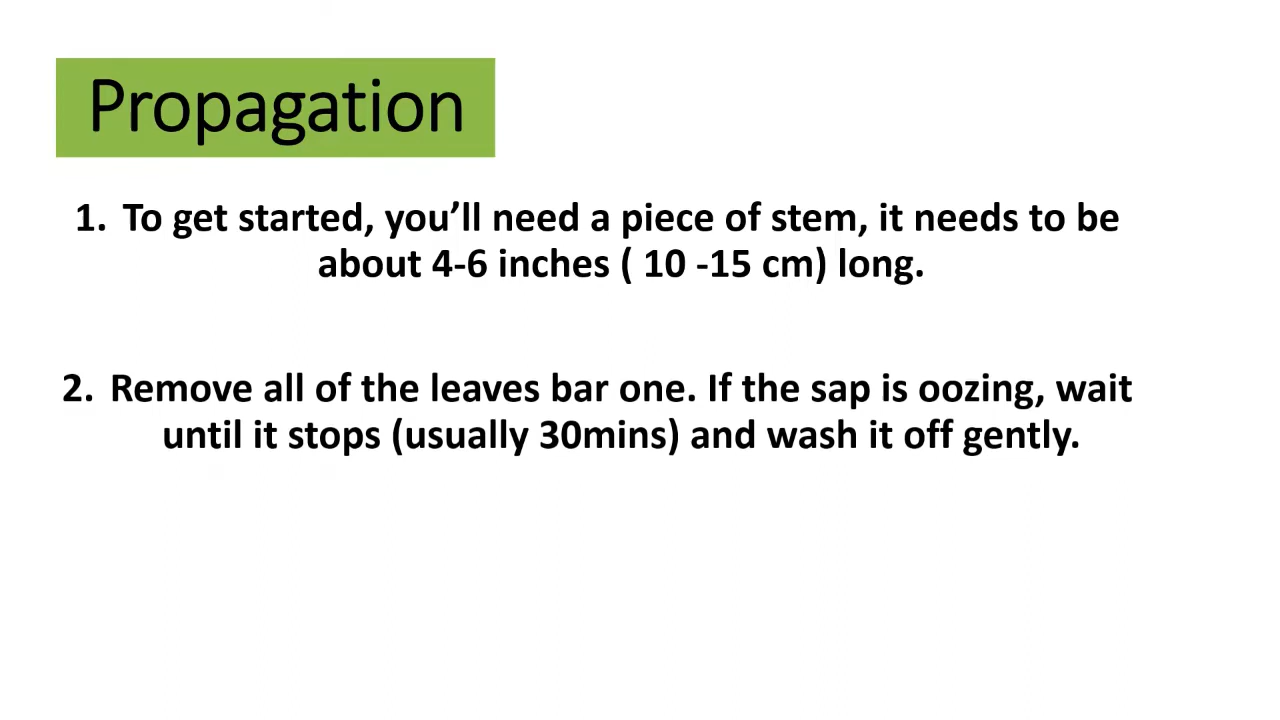 Propagation
1. To get started, you’ll need a piece of stem, it needs to be
about 4-6 inches ( 10 -15 cm) long.
2. Remove all of the leaves bar one. If the sap is oozing, wait
until it stops (usually 30mins) and wash it off gently.